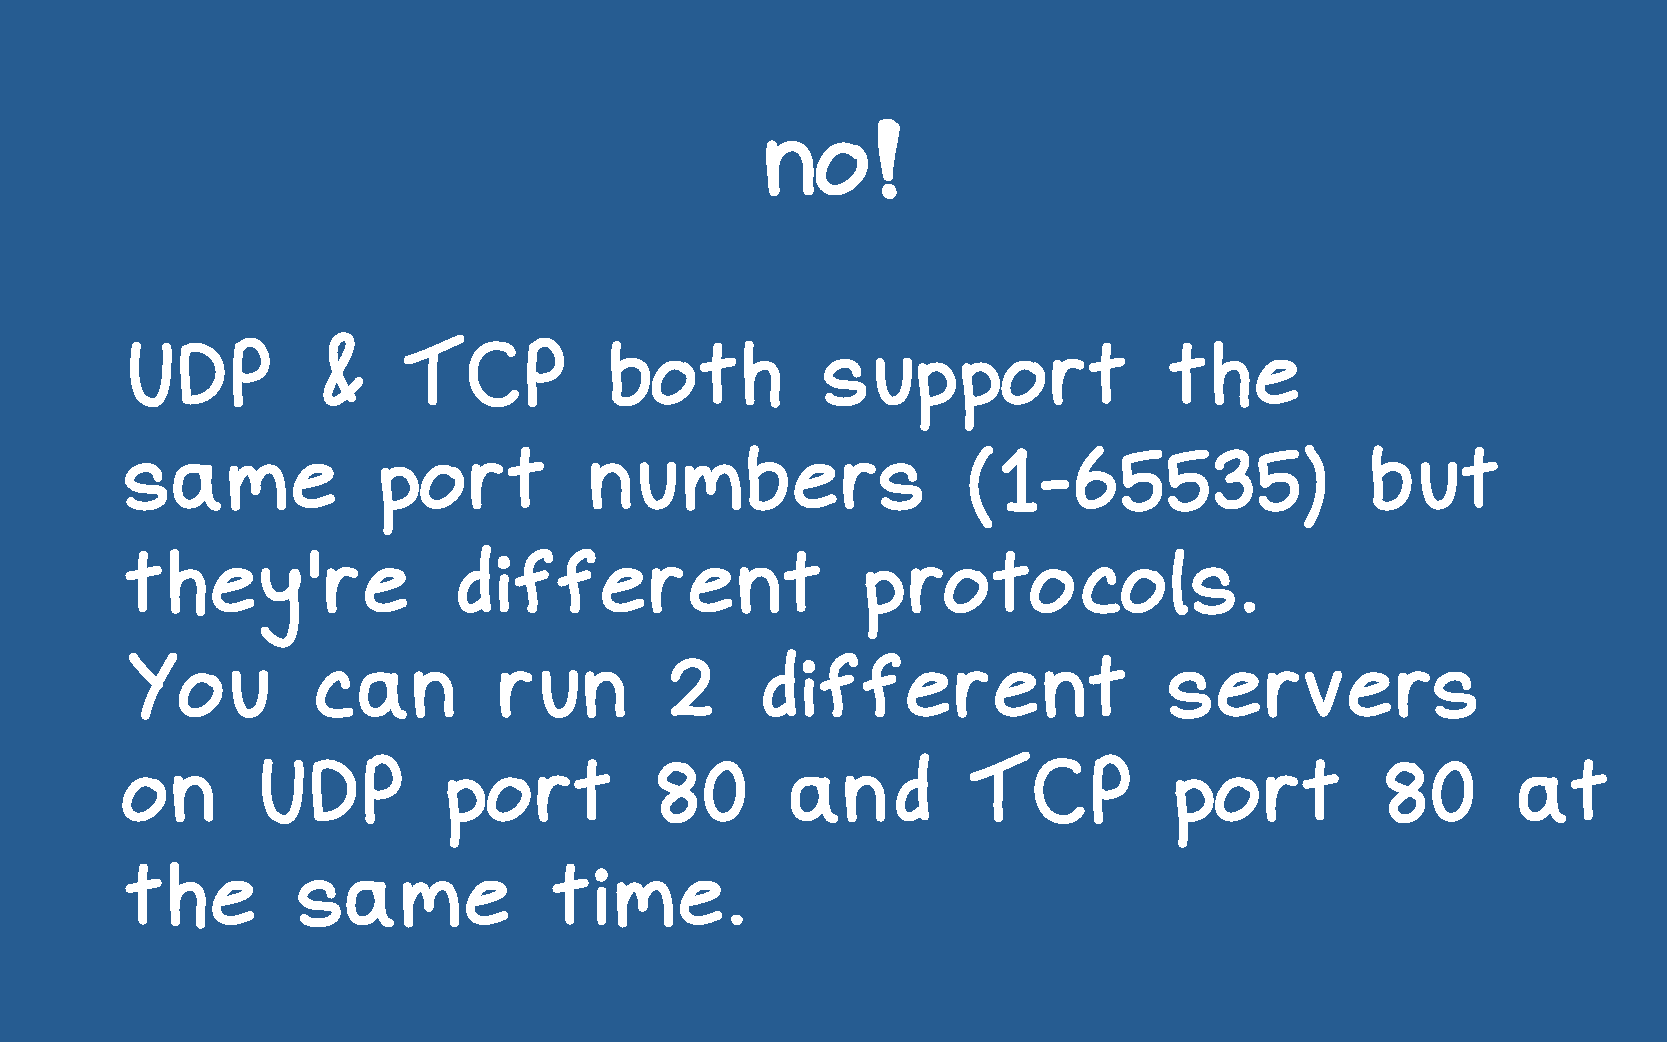 no!
UDP & TCP both support the
same port numbers (1-65535) but
they're different protocols.
You can run 2 different servers
on UDP port 80 and TCP port 80 at
the same time.